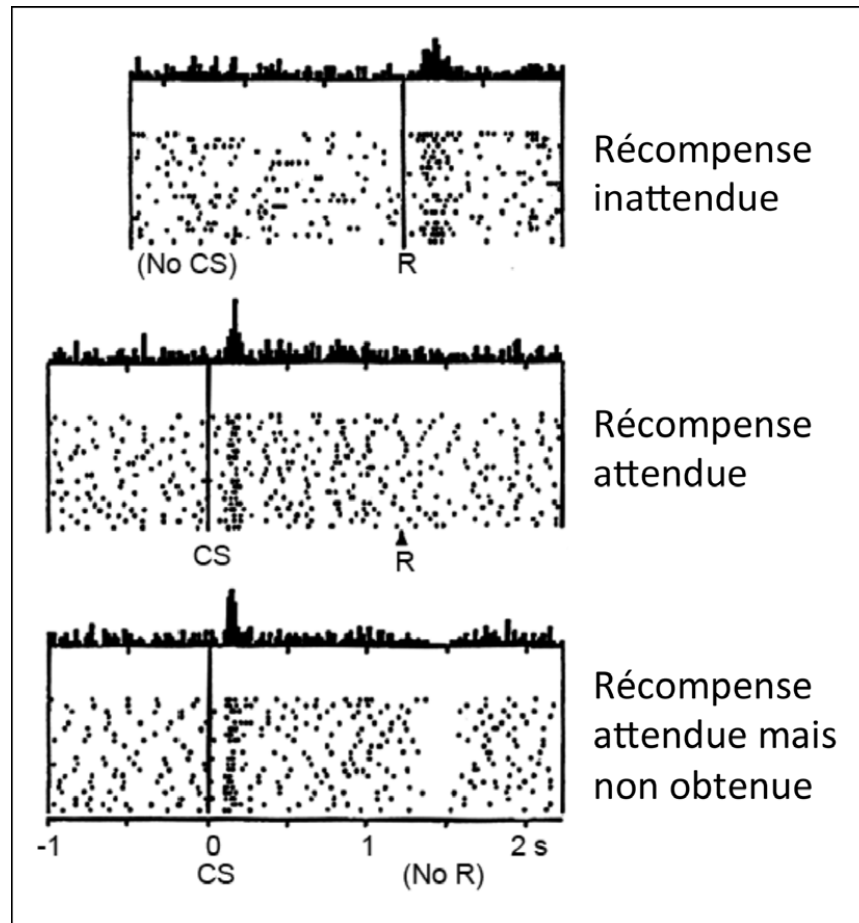 Récompense
inattendue
(No CS)
R
Récompense
attendue
CS
R
Récompense
attendue mais
non obtenue
-1 0 1 2 s
CS (No R)